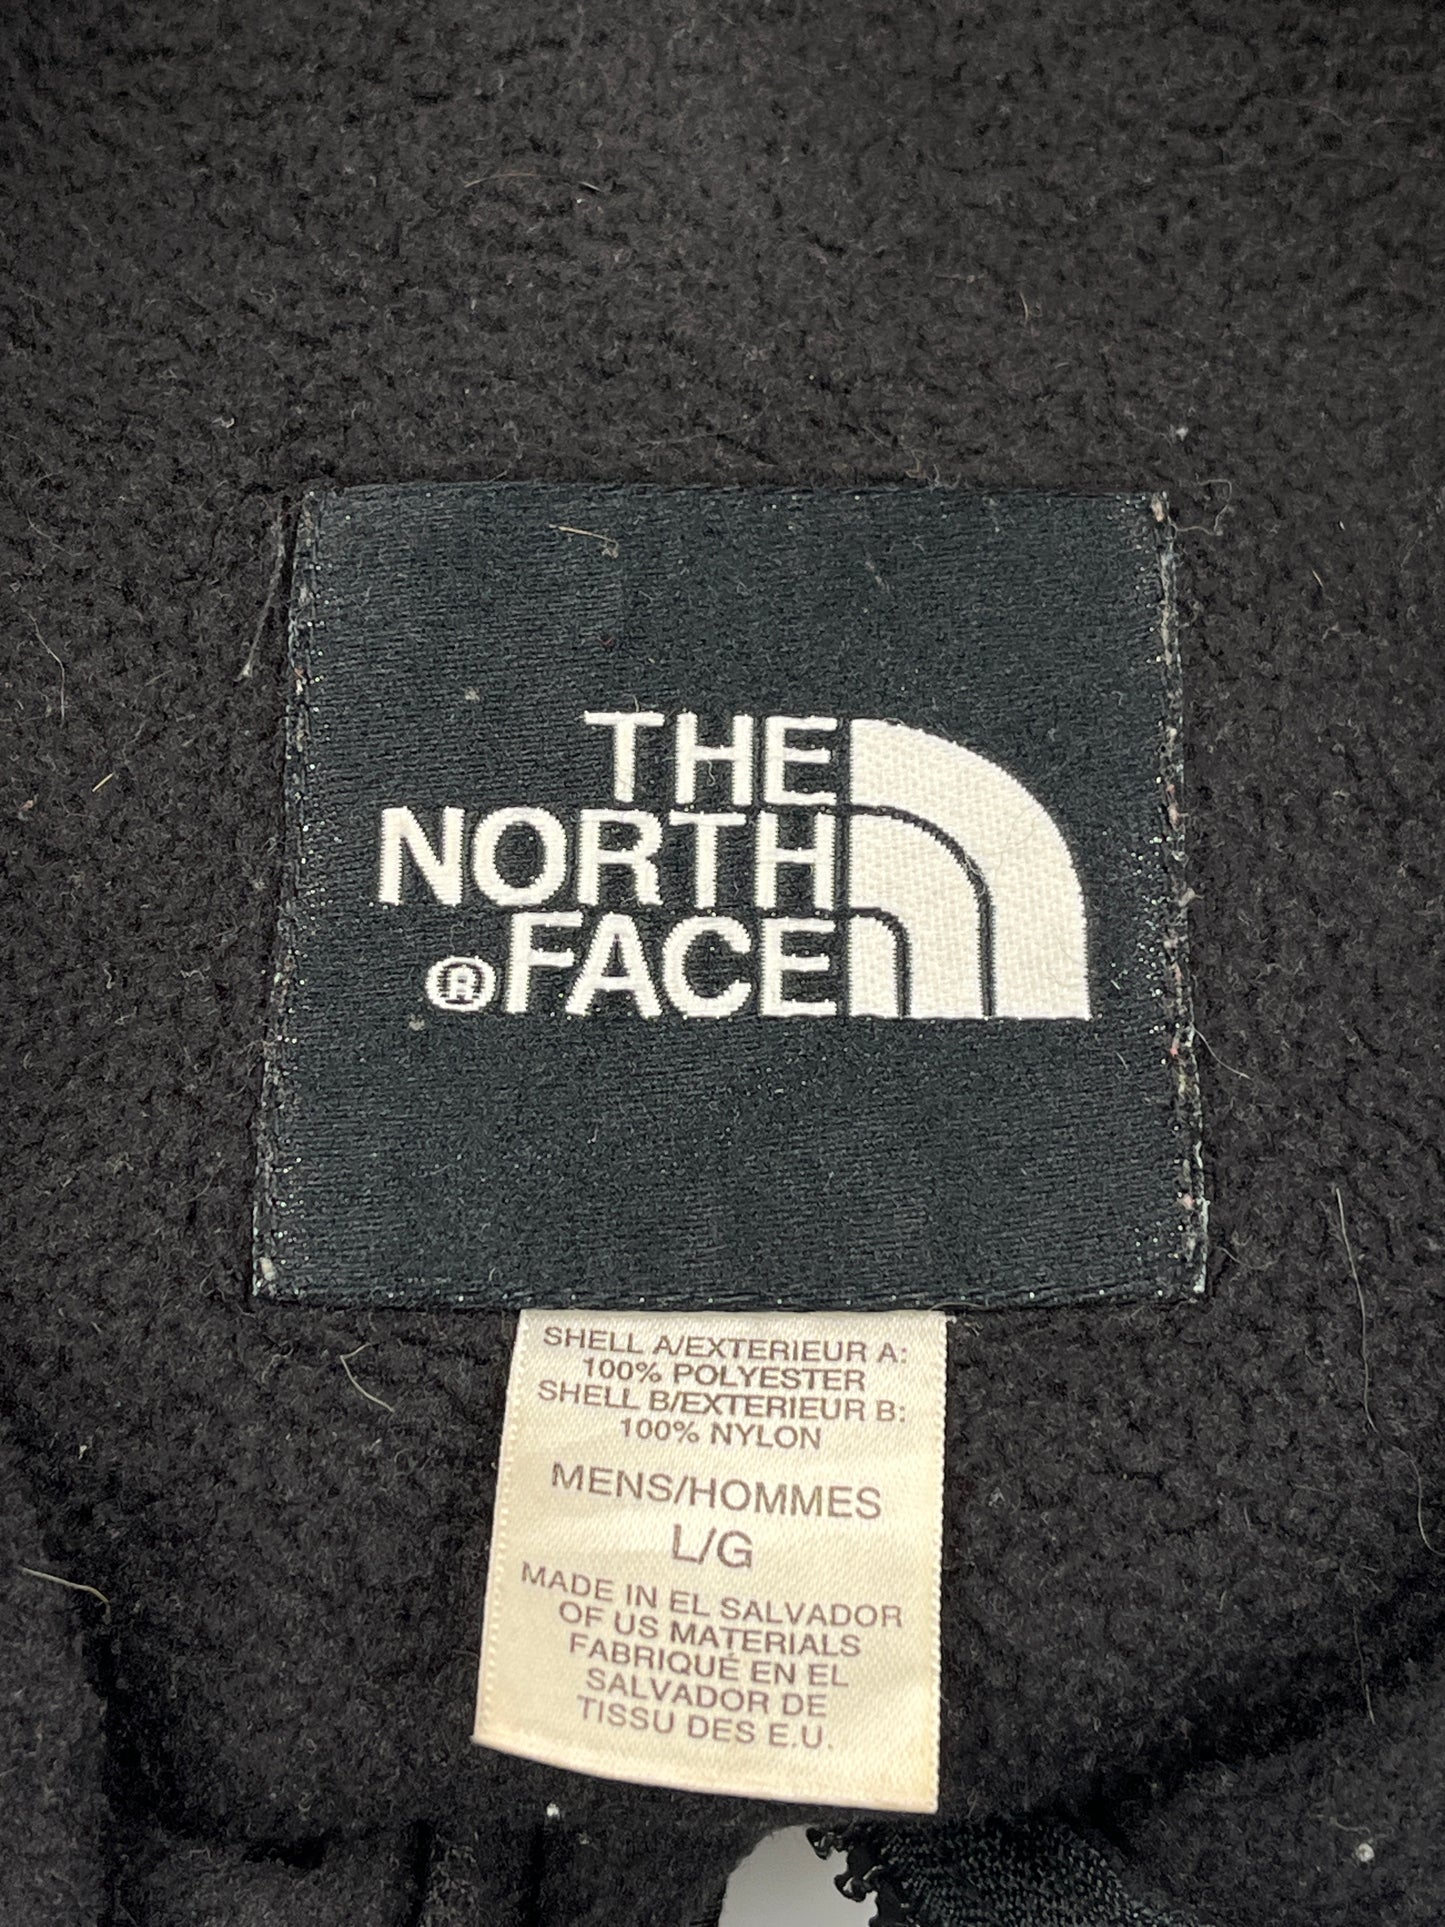 THE
NORTH
®FACE
SHELL A/EXTERIEUR A:
100% POLYESTER
SHELL B/EXTERIEUR B:
100% NYLON
MENS/HOMMES
L/G
MADE IN EL SALVADOR
OF US MATERIALS
FABRIQUÉ EN EL
SALVADOR DE
TISSU DES E.U.